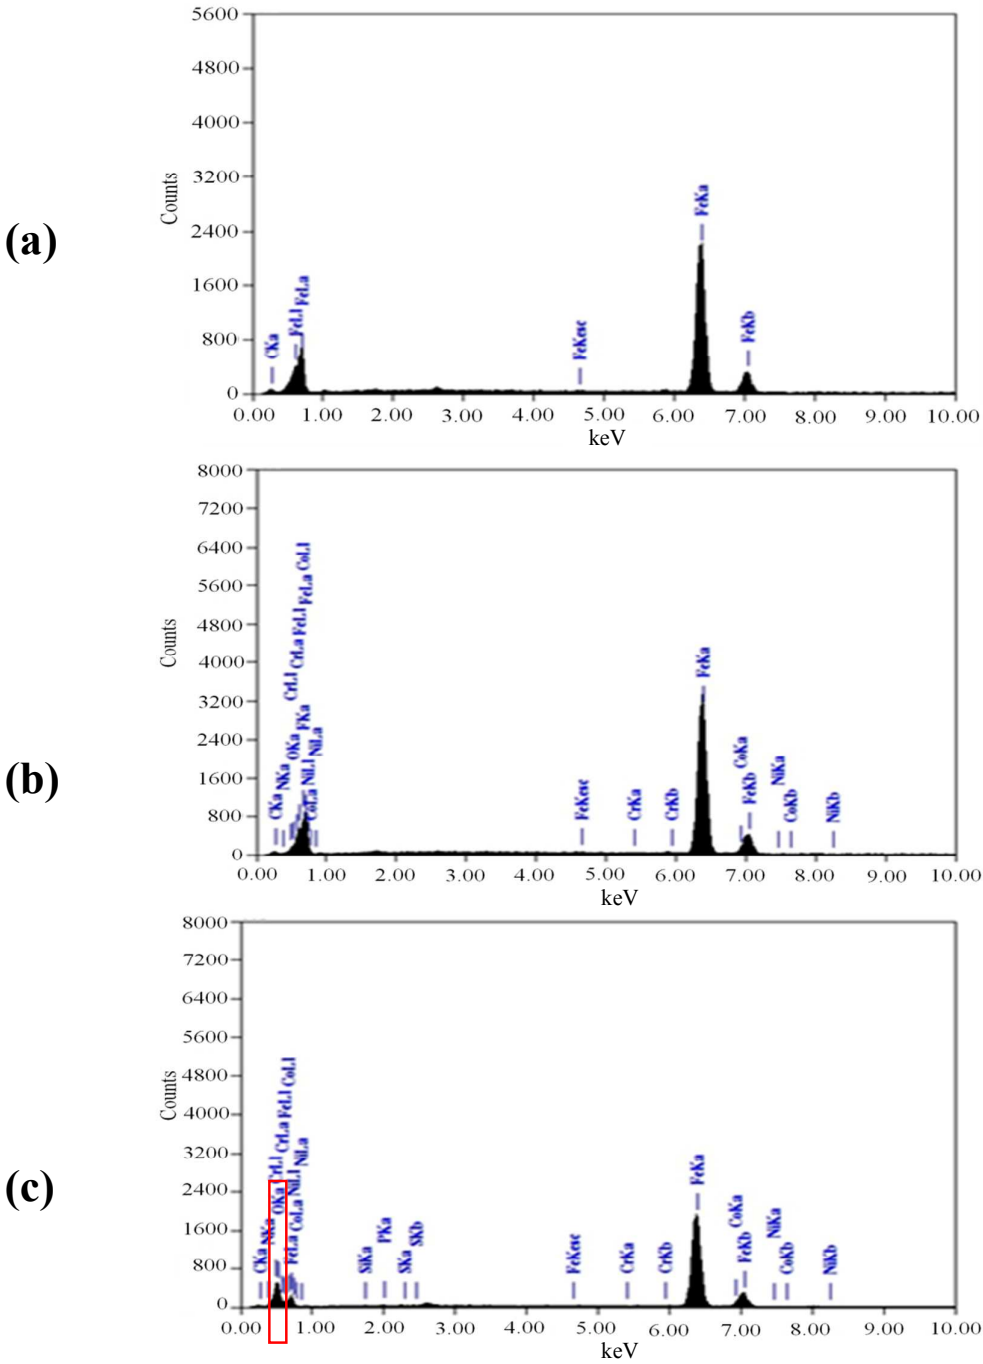 (a)
Counts
5600
4800
4000
3200
2400
1600
800
0
CKa
FeLl
FeLa
FeKesc
FeKa
FeKb
0.00 1.00 2.00 3.00 4.00 5.00 6.00 7.00 8.00 9.00 10.00
keV
(b)
Counts
8000
7200
6400
5600
4800
4000
3200
2400
1600
800
0
CKa
NKa
OKa
CrLl CrLa FeLl FeLa CoLl
FKa
NiLl
CoLa
NiLa
FeKesc
CrKa
CrKb
FeKa
CoKa
FeKb
NiKa
CoKb
NiKb
0.00 1.00 2.00 3.00 4.00 5.00 6.00 7.00 8.00 9.00 10.00
keV
(c)
Counts
8000
7200
6400
5600
4800
4000
3200
2400
1600
800
0
CKa
NKa
OKa
CrLl CrLa FeLl CoLl
FeLa CoLa NiLl NiLa
SiKa
PKa
SKa
SKb
FeKesc
CrKa
CrKb
FeKa
CoKa
FeKb
NiKa
CoKb
NiKb
0.00 1.00 2.00 3.00 4.00 5.00 6.00 7.00 8.00 9.00 10.00
keV